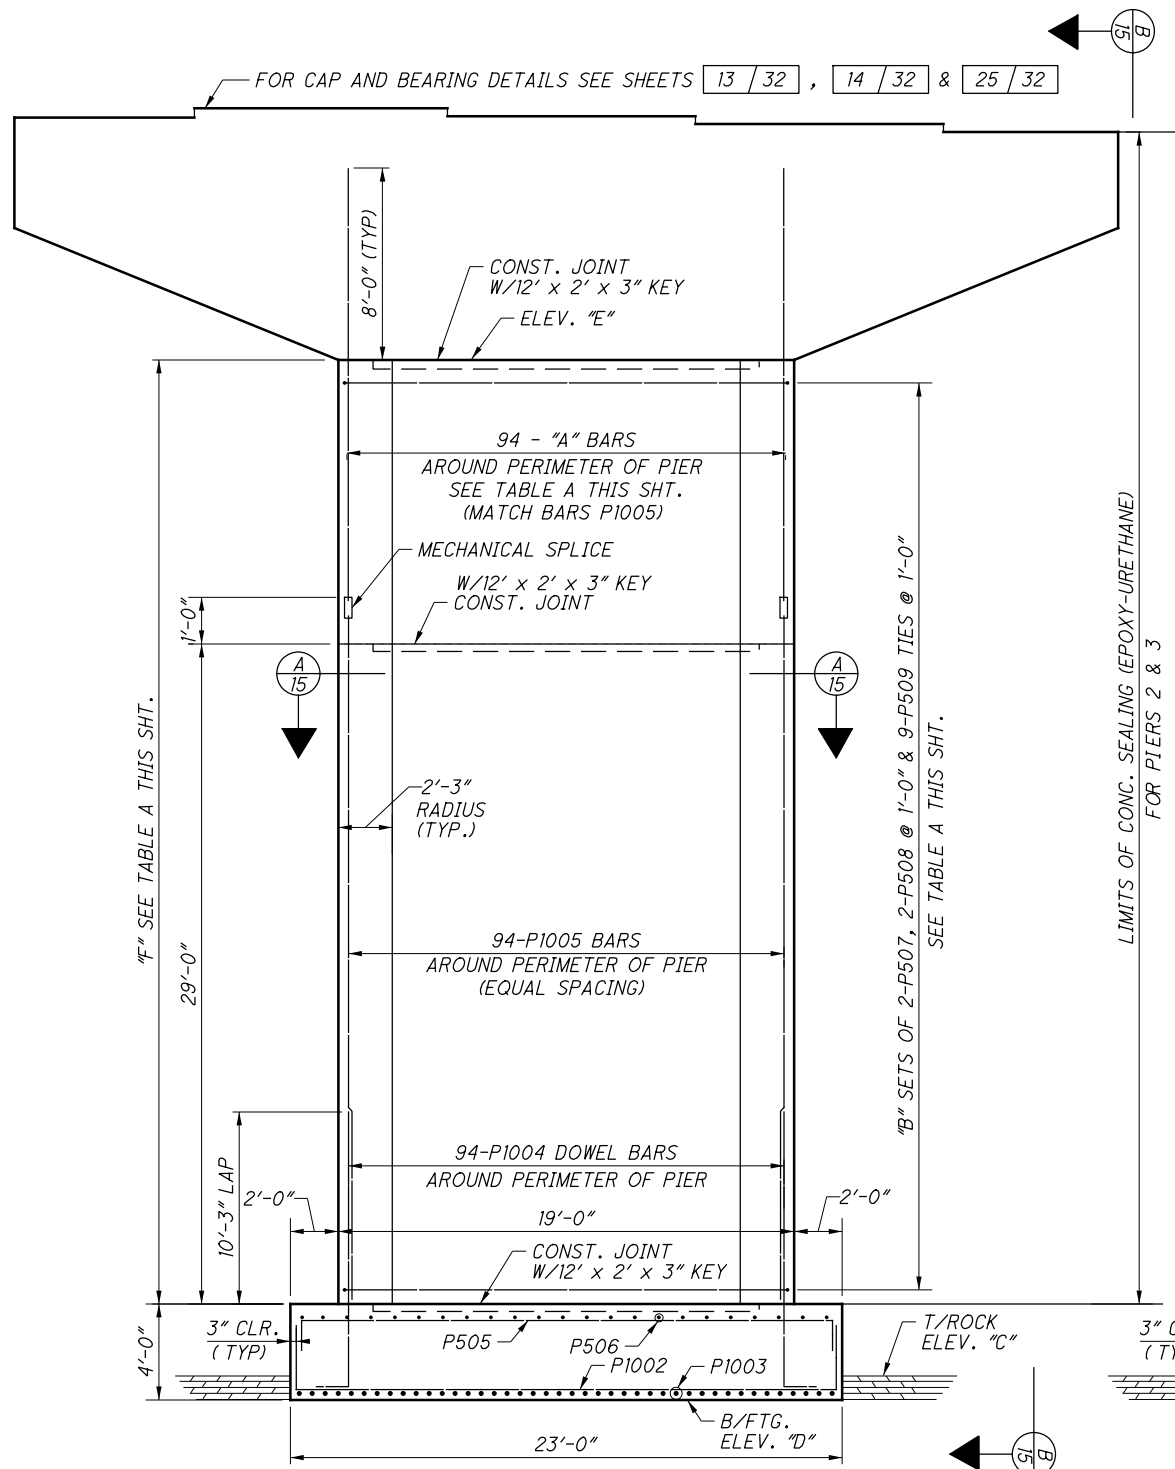 B
15
FOR CAP AND BEARING DETAILS SEE SHEETS 13 / 32 , 14 / 32 & 25 / 32
8'-0" (TYP)
CONST. JOINT
W/12' x 2' x 3" KEY
ELEV. "E"
94 - "A" BARS
AROUND PERIMETER OF PIER
SEE TABLE A THIS SHT.
(MATCH BARS P1005)
MECHANICAL SPLICE
W/12' x 2' x 3" KEY
CONST. JOINT
1'-0"
A
15
A
15
"F" SEE TABLE A THIS SHT.
29'-0"
2'-3"
RADIUS
(TYP.)
"B" SETS OF 2-P507, 2-P508 @ 1'-0" & 9-P509 TIES @ 1'-0"
SEE TABLE A THIS SHT.
LIMITS OF CONC. SEALING (EPOXY-URETHANE)
FOR PIERS 2 & 3
94-P1005 BARS
AROUND PERIMETER OF PIER
(EQUAL SPACING)
10'-3" LAP
94-P1004 DOWEL BARS
AROUND PERIMETER OF PIER
2'-0"
19'-0"
2'-0"
CONST. JOINT
W/12' x 2' x 3" KEY
4'-0"
3" CLR.
(TYP)
P505
P506
P1002
P1003
T/ROCK
ELEV. "C"
3" C
(TY
B/FTG.
ELEV. "D"
23'-0"
B
15